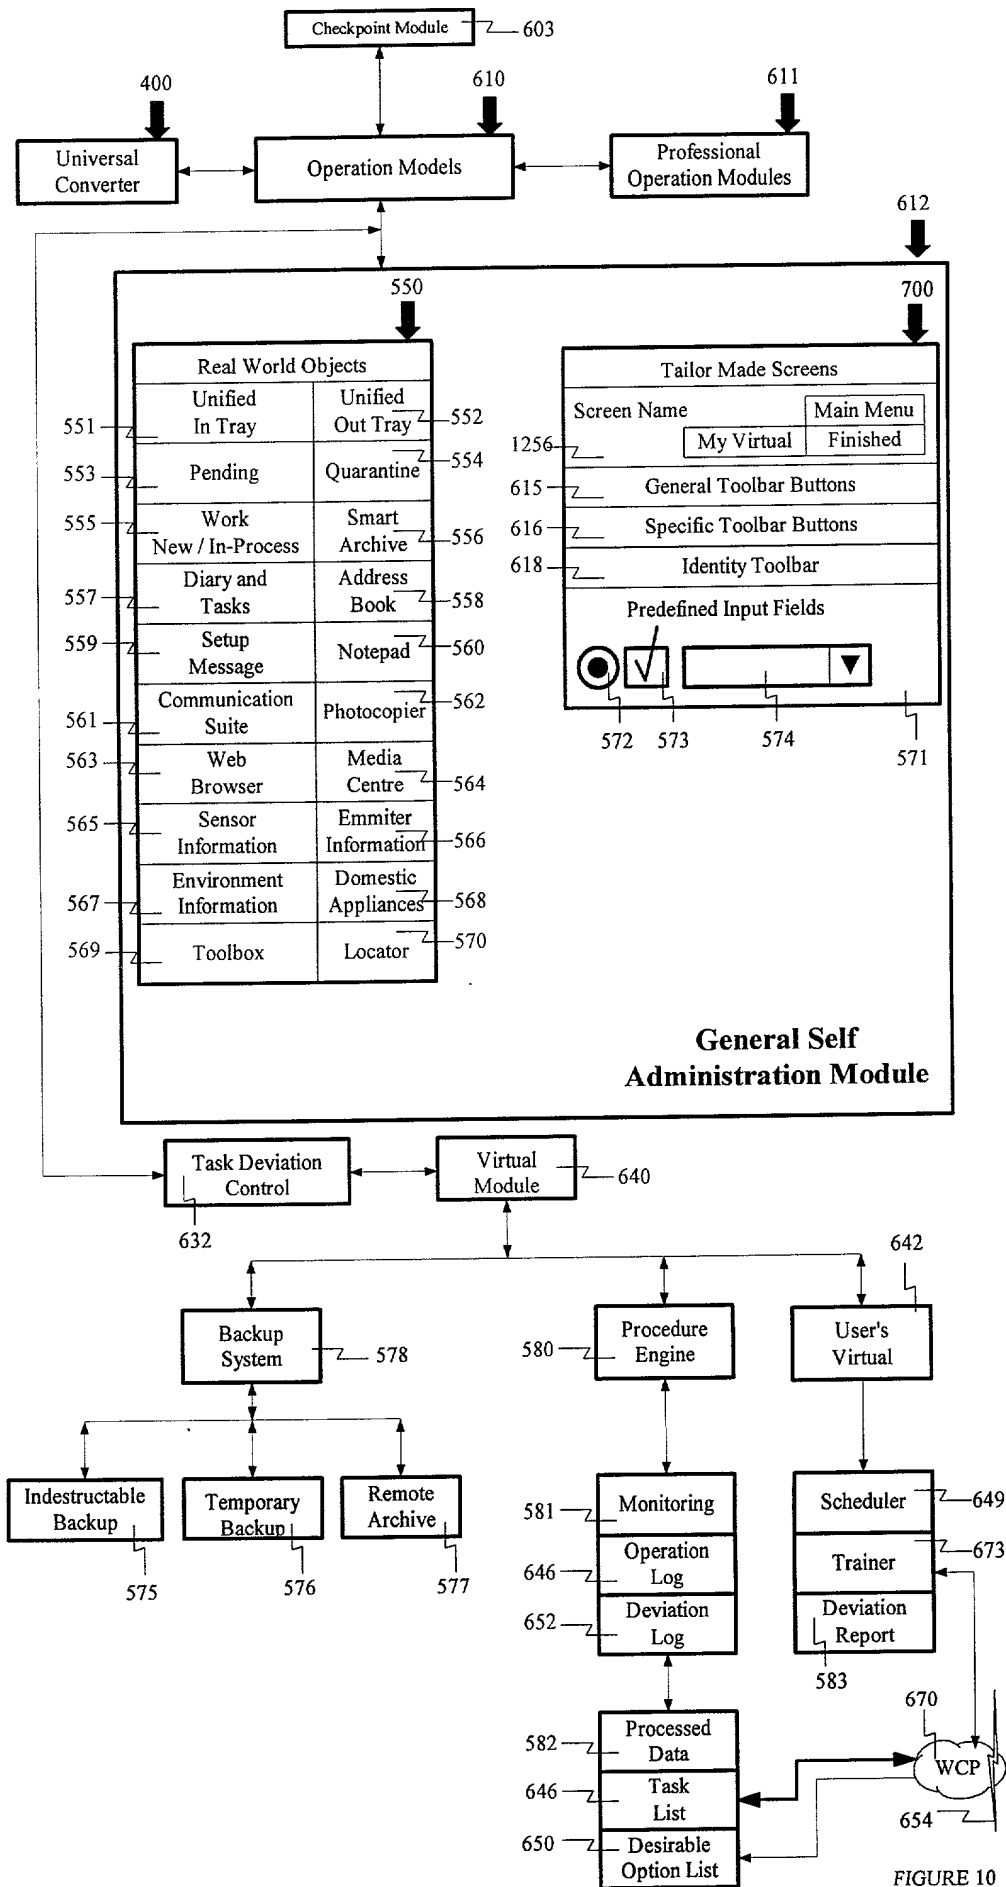 Checkpoint Module
603
400
610
611
Universal
Converter
Operation Models
Professional
Operation Modules
612
550
700
Real World Objects
Unified
In Tray
Unified
Out Tray
551
552
Pending
Quarantine
553
554
Work
New / In-Process
Smart
Archive
555
556
Diary and
Tasks
Address
Book
557
558
Setup
Message
Notepad
559
560
Communication
Suite
Photocopier
561
562
Web
Browser
Media
Centre
563
564
Sensor
Information
Emmiter
Information
565
566
Environment
Information
Domestic
Appliances
567
568
Toolbox
Locator
569
570
Tailor Made Screens
Screen Name
Main Menu
My Virtual
Finished
1256
General Toolbar Buttons
615
Specific Toolbar Buttons
616
Identity Toolbar
618
Predefined Input Fields
572
573
574
571
General Self
Administration Module
Task Deviation
Control
632
Virtual
Module
640
642
Backup
System
578
Procedure
Engine
580
User's
Virtual
Indestructable
Backup
Temporary
Backup
Remote
Archive
575
576
577
581
Monitoring
646
Operation
Log
652
Deviation
Log
Scheduler
649
Trainer
673
Deviation
Report
583
582
Processed
Data
646
Task
List
650
Desirable
Option List
670
WCP
654
FIGURE 10